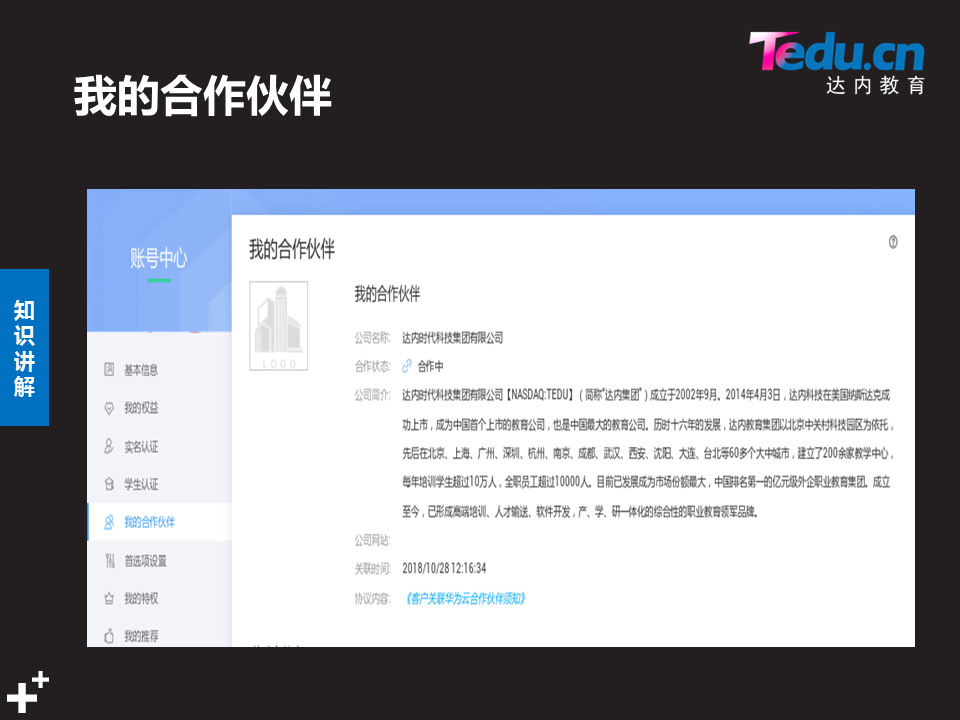 Tedu.cn
达内教育
我的合作伙伴
知识讲解
账号中心
基本信息
我的权益
实名认证
学生认证
我的合作伙伴
首选项设置
我的特权
我的推荐
我的合作伙伴
LOGO
我的合作伙伴
公司名称: 达内时代科技集团有限公司
合作状态: 合作中
公司简介: 达内时代科技集团有限公司【NASDAQ:TEDU】(简称"达内集团")成立于2002年9月。2014年4月3日，达内科技在美国纳斯达克成
功上市，成为中国首个上市的教育公司，也是中国最大的教育公司。历时十六年的发展，达内教育集团以北京中关村科技园区为依托，
先后在北京、上海、广州、深圳、杭州、南京、成都、武汉、西安、沈阳、大连、台北等60多个大中城市，建立了200余家教学中心，
每年培训学生超过10万人，全职员工超过10000人。目前已发展成为市场份额最大，中国排名第一的亿元级外企职业教育集团。成立
至今，已形成高端培训、人才输送、软件开发，产、学、研一体化的综合性的职业教育领军品牌。
公司网站:
关联时间: 2018/10/28 12:16:34
协议内容: 《客户关联华为云合作伙伴须知》